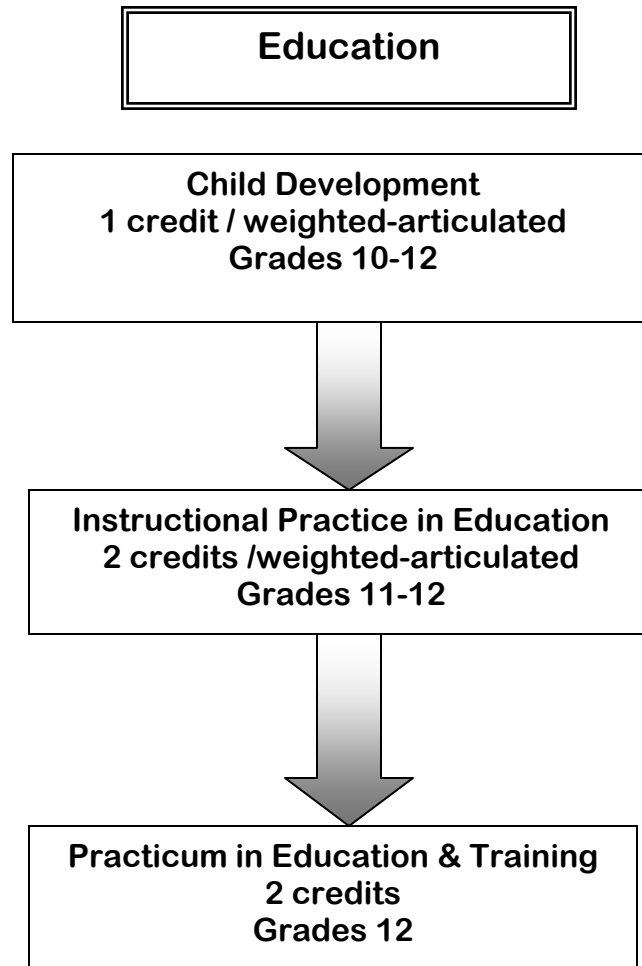 Education
Child Development
1 credit / weighted-articulated
Grades 10-12
Instructional Practice in Education
2 credits /weighted-articulated
Grades 11-12
Practicum in Education & Training
2 credits
Grades 12